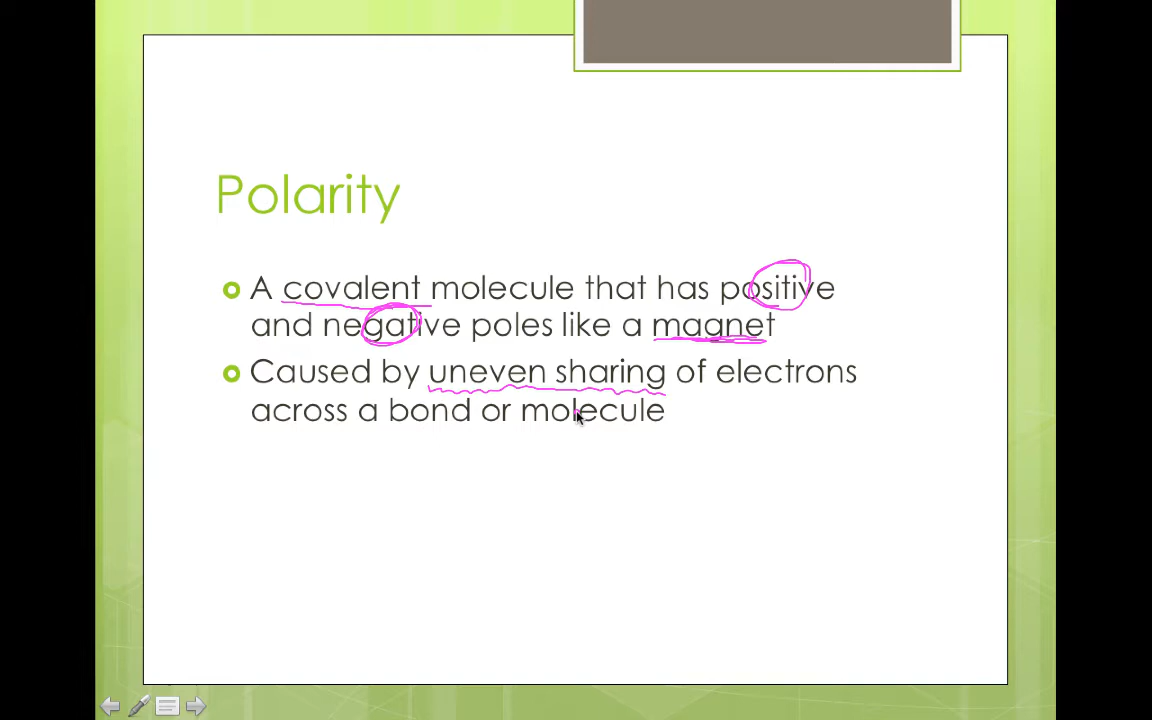 Polarity
A covalent molecule that has positive
and negative poles like a magnet
Caused by uneven sharing of electrons
across a bond or molecule